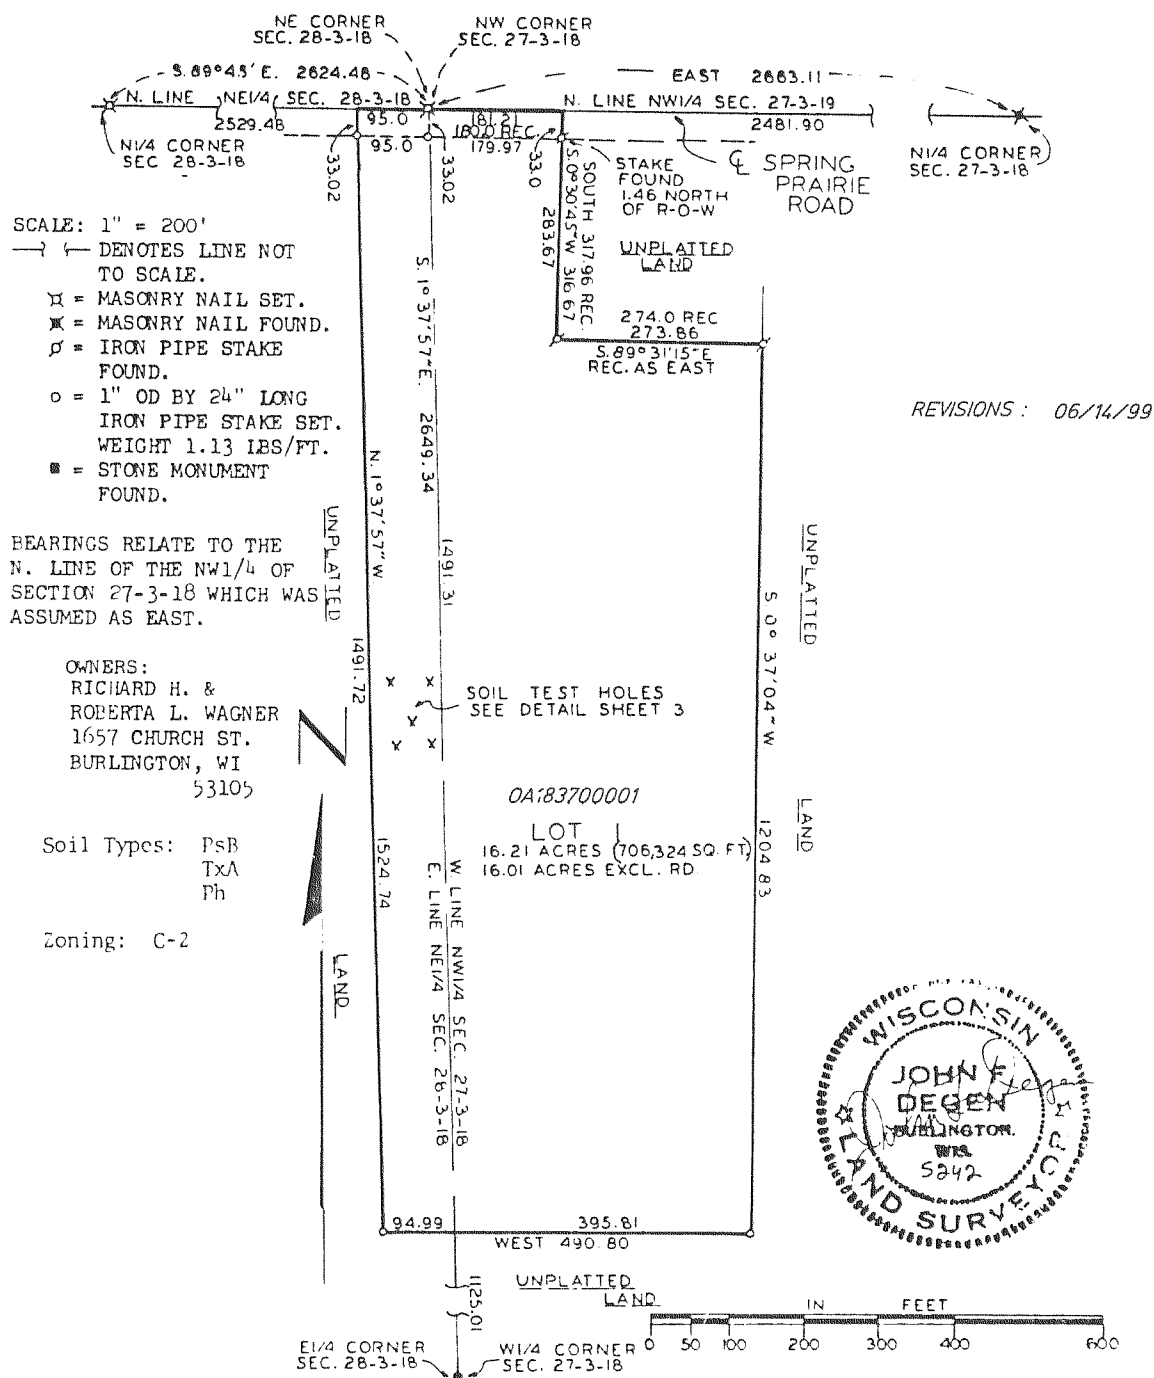 NE CORNER
SEC. 28-3-18
NW CORNER
SEC. 27-3-18
S.89°45' E. 2624.48
EAST 2663.11
N. LINE NE1/4 SEC. 28-3-18
N. LINE NW1/4 SEC. 27-3-19
2529.48
95.0
181.21
180.0 REC.
2481.90
95.0
179.97
N1/4 CORNER
SEC 28-3-18
N1/4 CORNER
SEC. 27-3-18
33.02
33.02
33.0
STAKE
FOUND
1.46 NORTH
OF R-O-W
℄ SPRING
PRAIRIE
ROAD
SOUTH 317.96 REC.
S.0°30'45"W 316.67
283.67
UNPLATTED
LAND
274.0 REC
273.86
S.89°31'15"E
REC. AS EAST
SCALE: 1" = 200'
DENOTES LINE NOT
TO SCALE.
= MASONRY NAIL SET.
= MASONRY NAIL FOUND.
= IRON PIPE STAKE
FOUND.
o = 1" OD BY 24" LONG
IRON PIPE STAKE SET.
WEIGHT 1.13 LBS/FT.
■ = STONE MONUMENT
FOUND.
REVISIONS : 06/14/99
S. 1°37'57"E. 2649.34
1491.31
N. 1°37'57"W
1491.72
1524.74
UNPLATTED
LAND
BEARINGS RELATE TO THE
N. LINE OF THE NW1/4 OF
SECTION 27-3-18 WHICH WAS
ASSUMED AS EAST.
OWNERS:
RICHARD H. &
ROBERTA L. WAGNER
1657 CHURCH ST.
BURLINGTON, WI
53105
N
Soil Types: PsB
TxA
Ph
Zoning: C-2
SOIL TEST HOLES
SEE DETAIL SHEET 3
OA183700001
LOT 1
16.21 ACRES (706,324 SQ. FT)
16.01 ACRES EXCL. RD.
S 0° 37'04"W
1204.83
UNPLATTED
LAND
W. LINE NW1/4 SEC. 27-3-18
E. LINE NE1/4 SEC. 28-3-18
94.99
395.81
WEST 490.80
UNPLATTED
LAND
1125.01
E1/4 CORNER
SEC. 28-3-18
W1/4 CORNER
SEC. 27-3-18
WISCONSIN
JOHN F.
DEGEN
BURLINGTON.
WIS.
S242
LAND SURVEYOR
IN FEET
0 50 100 200 300 400 600